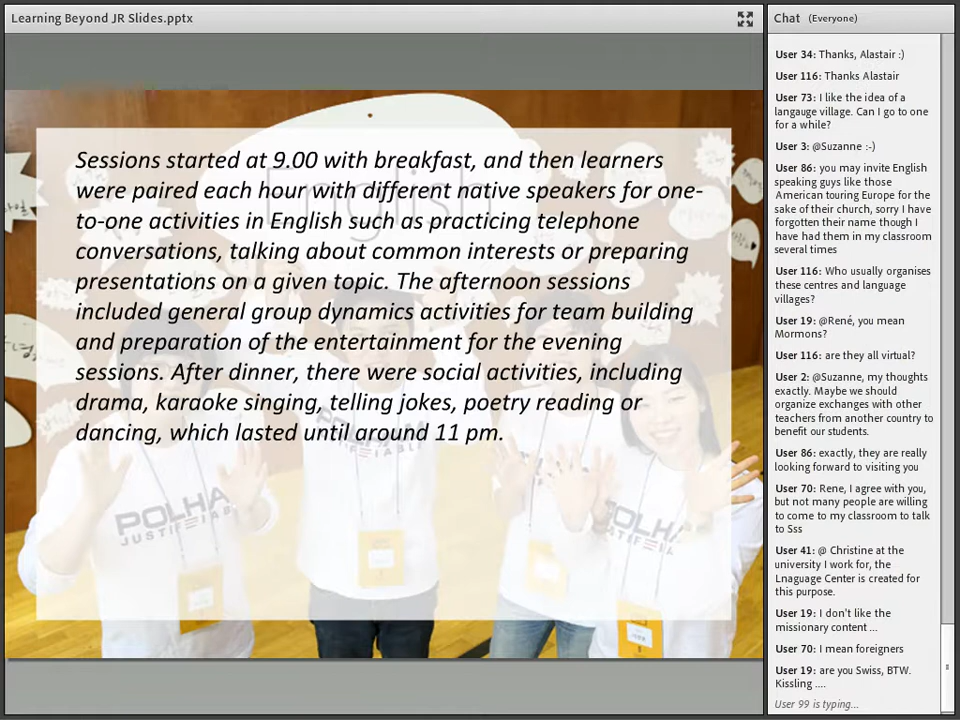 Learning Beyond JR Slides.pptx
Sessions started at 9.00 with breakfast, and then learners
were paired each hour with different native speakers for one-
to-one activities in English such as practicing telephone
conversations, talking about common interests or preparing
presentations on a given topic. The afternoon sessions
included general group dynamics activities for team building
and preparation of the entertainment for the evening
sessions. After dinner, there were social activities, including
drama, karaoke singing, telling jokes, poetry reading or
dancing, which lasted until around 11 pm.
POLHA
JUSTIF
Chat (Everyone)
User 34: Thanks, Alastair :)
User 116: Thanks Alastair
User 73: I like the idea of a
langauge village. Can I go to one
for a while?
User 3: @Suzanne :-)
User 86: you may invite English
speaking guys like those
American touring Europe for the
sake of their church, sorry I have
forgotten their name though I
have had them in my classroom
several times
User 116: Who usually organises
these centres and language
villages?
User 19: @René, you mean
Mormons?
User 116: are they all virtual?
User 2: @Suzanne, my thoughts
exactly. Maybe we should
organize exchanges with other
teachers from another country to
benefit our students.
User 86: exactly, they are really
looking forward to visiting you
User 70: Rene, I agree with you,
but not many people are willing
to come to my classroom to talk
to Sss
User 41: @ Christine at the
university I work for, the
Lnaguage Center is created for
this purpose.
User 19: I don't like the
missionary content ...
User 70: I mean foreigners
User 19: are you Swiss, BTW.
Kissling ....
User 99 is typing...